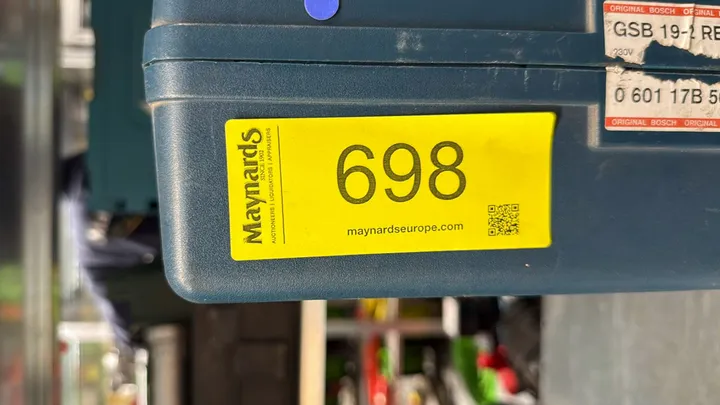 ORIGINAL BOSCH
GSB 19-2 RE
230V
0 601 17B 5
ORIGINAL BOSCH ORIGINAL
Maynards
SINCE 1902
AUCTIONEERS | LIQUIDATORS | APPRAISERS
698
maynardseurope.com